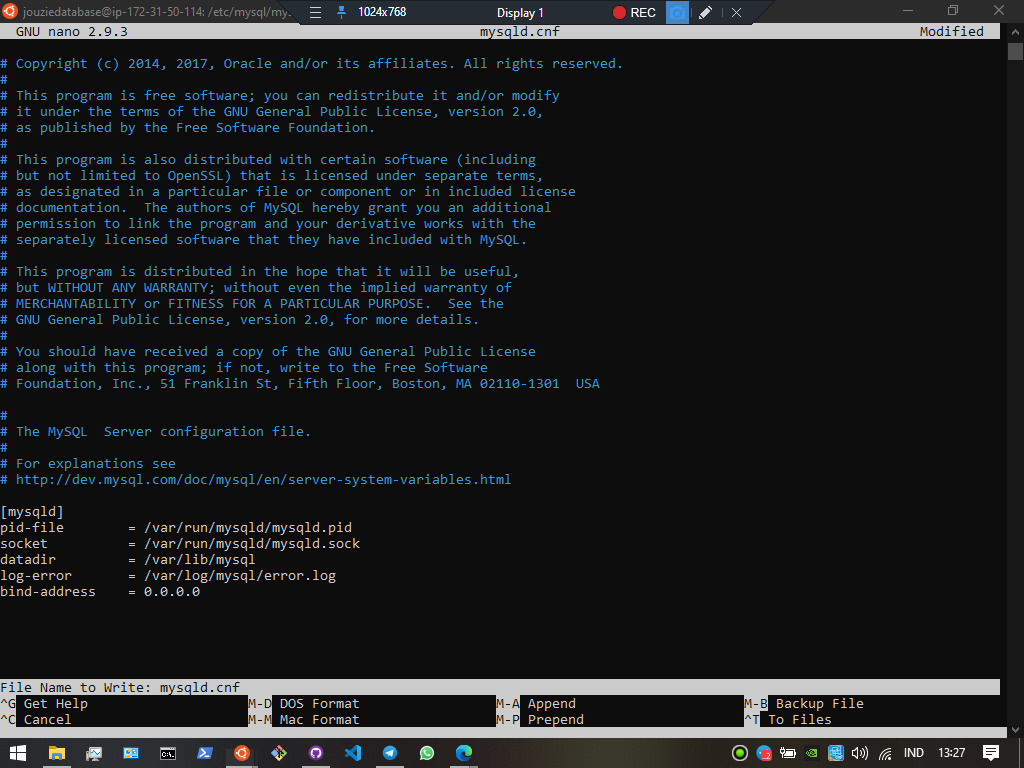 jouziedatabase@ip-172-31-50-114: /etc/mysql/my.
1024x768
Display 1
REC
GNU nano 2.9.3 mysqld.cnf Modified
# Copyright (c) 2014, 2017, Oracle and/or its affiliates. All rights reserved.
#
# This program is free software; you can redistribute it and/or modify
# it under the terms of the GNU General Public License, version 2.0,
# as published by the Free Software Foundation.
#
# This program is also distributed with certain software (including
# but not limited to OpenSSL) that is licensed under separate terms,
# as designated in a particular file or component or in included license
# documentation.  The authors of MySQL hereby grant you an additional
# permission to link the program and your derivative works with the
# separately licensed software that they have included with MySQL.
#
# This program is distributed in the hope that it will be useful,
# but WITHOUT ANY WARRANTY; without even the implied warranty of
# MERCHANTABILITY or FITNESS FOR A PARTICULAR PURPOSE.  See the
# GNU General Public License, version 2.0, for more details.
#
# You should have received a copy of the GNU General Public License
# along with this program; if not, write to the Free Software
# Foundation, Inc., 51 Franklin St, Fifth Floor, Boston, MA 02110-1301  USA
#
# The MySQL  Server configuration file.
#
# For explanations see
# http://dev.mysql.com/doc/mysql/en/server-system-variables.html
[mysqld]
pid-file        = /var/run/mysqld/mysqld.pid
socket          = /var/run/mysqld/mysqld.sock
datadir         = /var/lib/mysql
log-error       = /var/log/mysql/error.log
bind-address    = 0.0.0.0
File Name to Write: mysqld.cnf
^G Get Help M-D DOS Format M-A Append M-B Backup File
^C Cancel M-M Mac Format M-P Prepend ^T To Files
IND 13:27